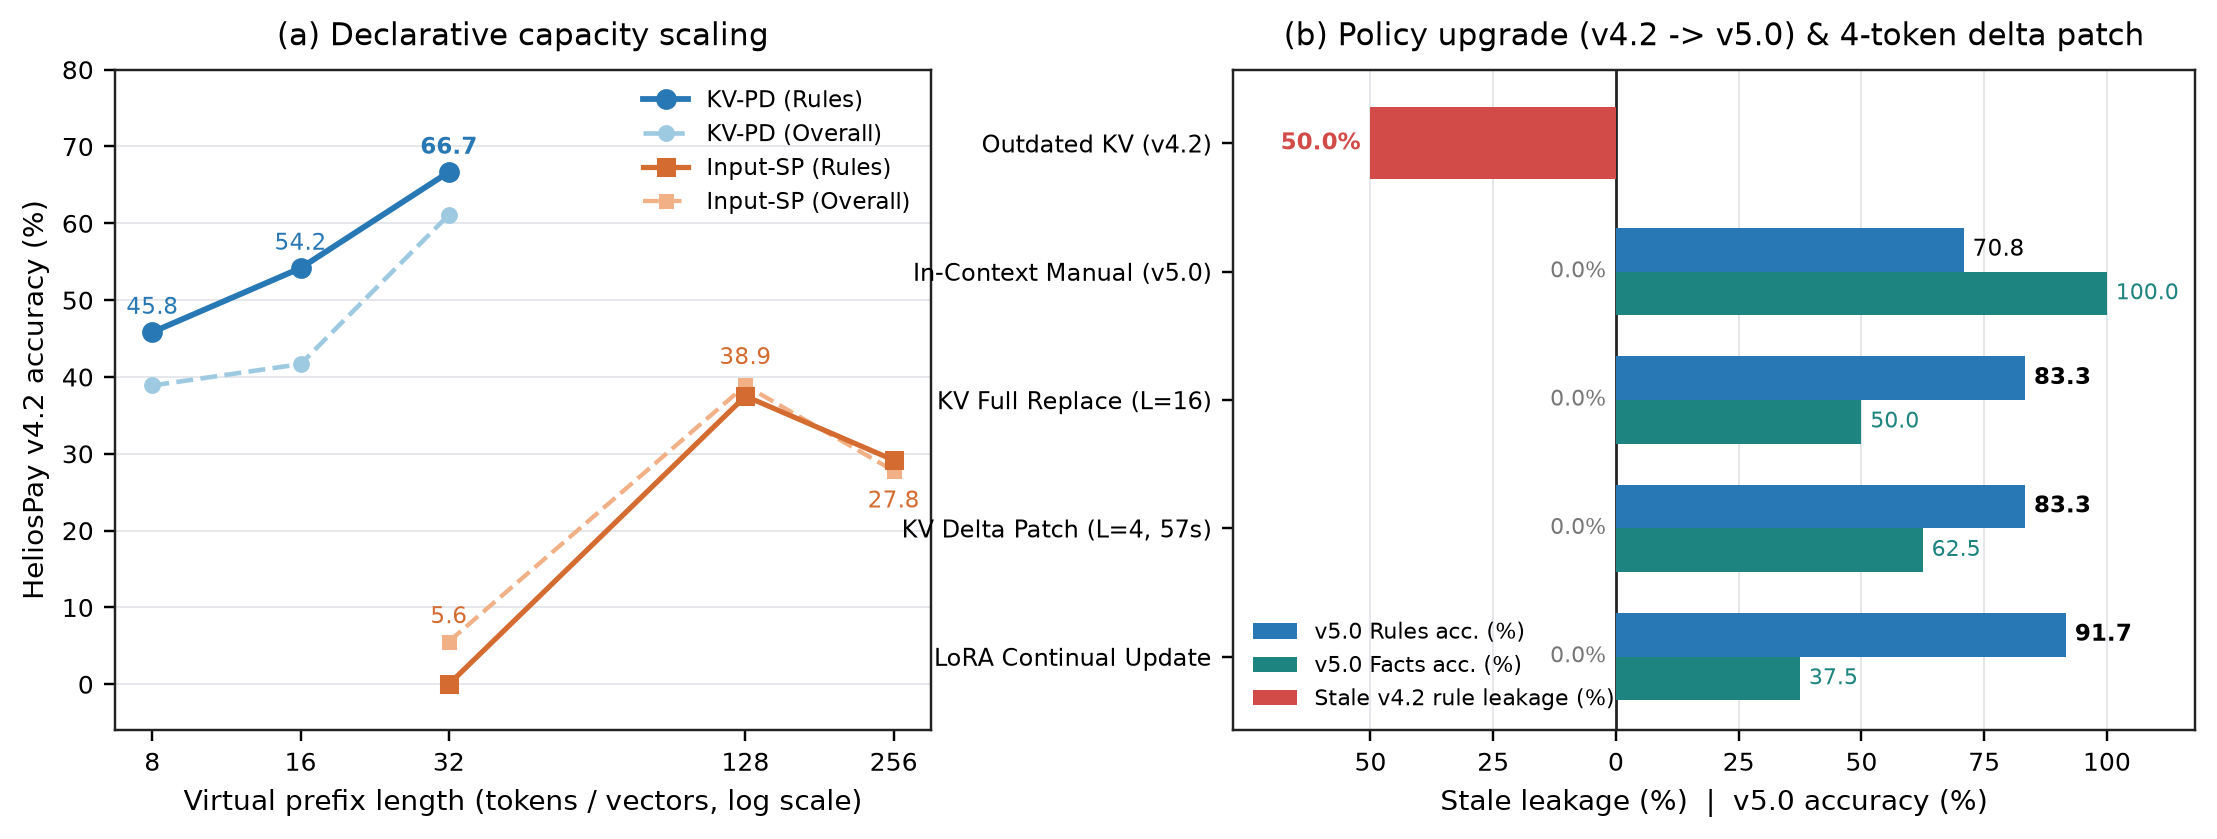 (a) Declarative capacity scaling
80
70
60
50
40
30
20
10
0
HeliosPay v4.2 accuracy (%)
KV-PD (Rules)
KV-PD (Overall)
Input-SP (Rules)
Input-SP (Overall)
66.7
54.2
45.8
38.9
27.8
5.6
8
16
32
128
256
Virtual prefix length (tokens / vectors, log scale)
(b) Policy upgrade (v4.2 -> v5.0) & 4-token delta patch
Outdated KV (v4.2)
50.0%
In-Context Manual (v5.0)
0.0%
70.8
100.0
KV Full Replace (L=16)
0.0%
83.3
50.0
KV Delta Patch (L=4, 57s)
0.0%
83.3
62.5
LoRA Continual Update
0.0%
91.7
37.5
v5.0 Rules acc. (%)
v5.0 Facts acc. (%)
Stale v4.2 rule leakage (%)
50
25
0
25
50
75
100
Stale leakage (%) | v5.0 accuracy (%)